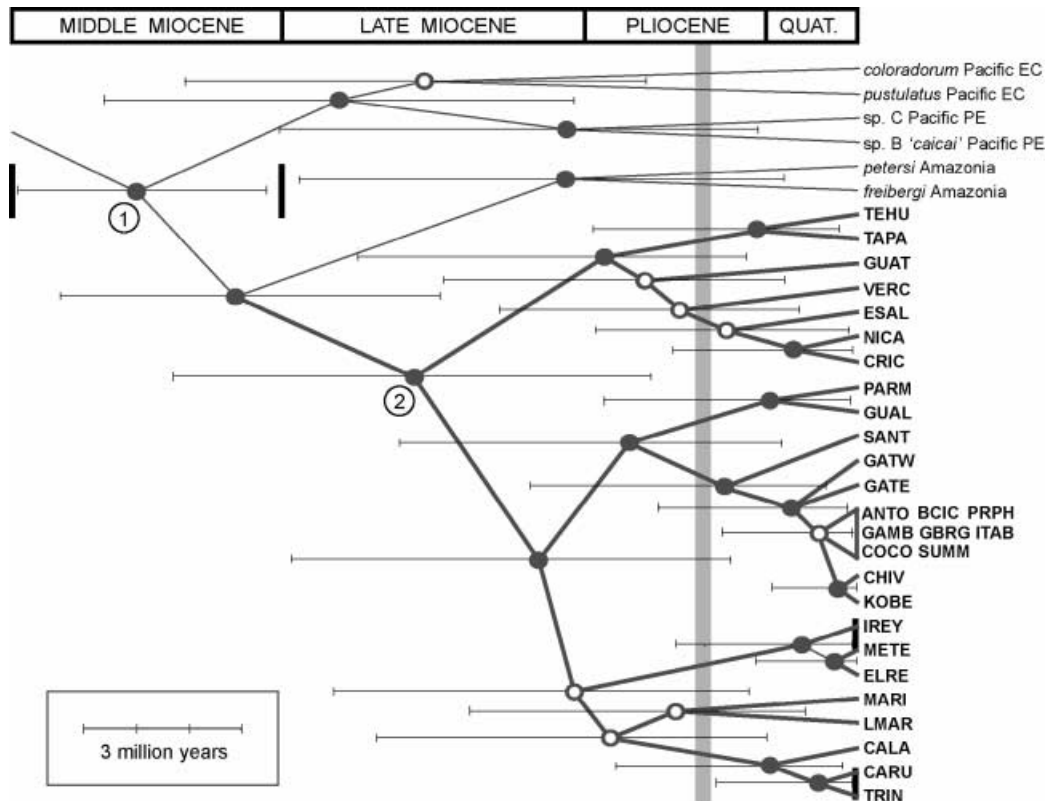 MIDDLE MIOCENE LATE MIOCENE PLIOCENE QUAT.
coloradorum Pacific EC
pustulatus Pacific EC
sp. C Pacific PE
sp. B 'caicai' Pacific PE
petersi Amazonia
freibergi Amazonia
1
TEHU
TAPA
GUAT
VERC
ESAL
NICA
CRIC
2
PARM
GUAL
SANT
GATW
GATE
ANTO BCIC PRPH
GAMB GBRG ITAB
COCO SUMM
CHIV
KOBE
IREY
METE
ELRE
MARI
LMAR
CALA
CARU
TRIN
3 million years